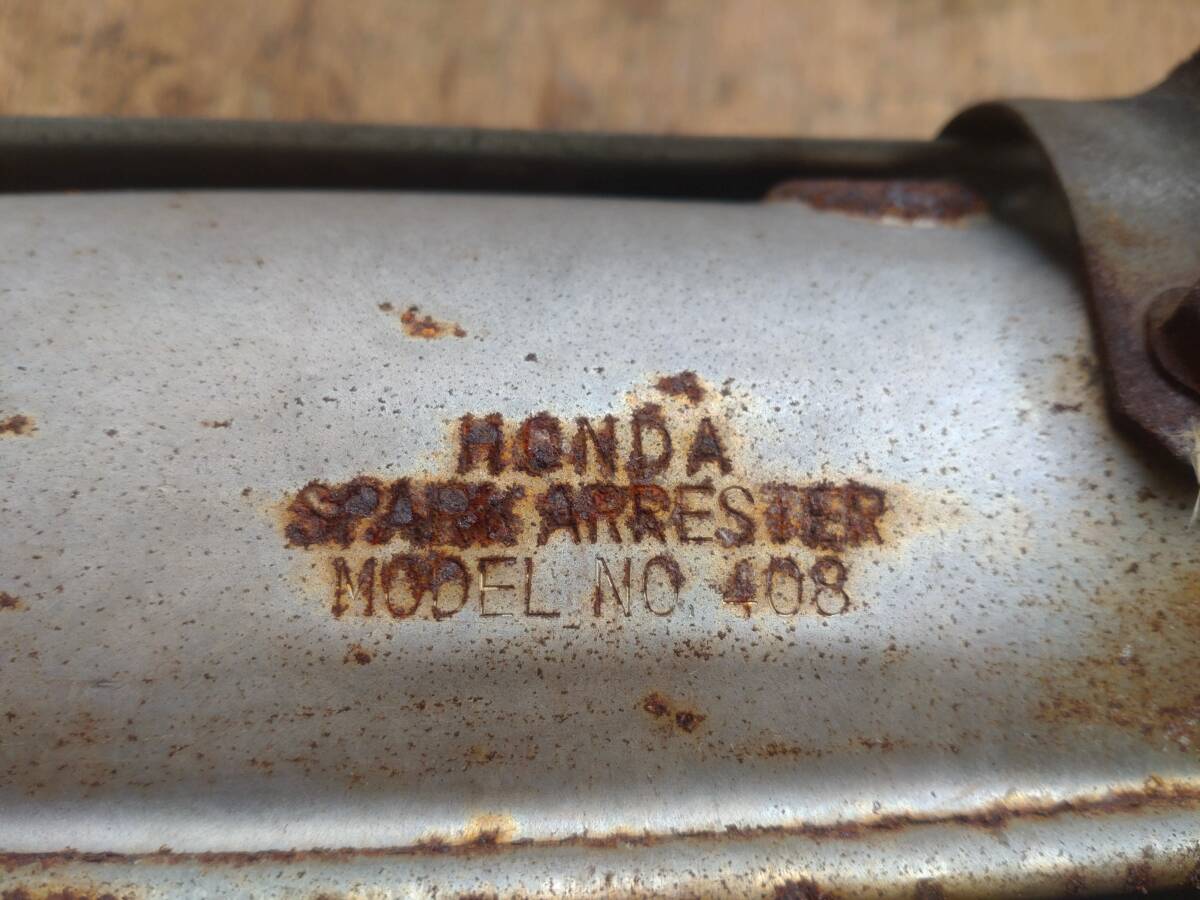 HONDA
SPARK ARRESTER
MODEL NO 408